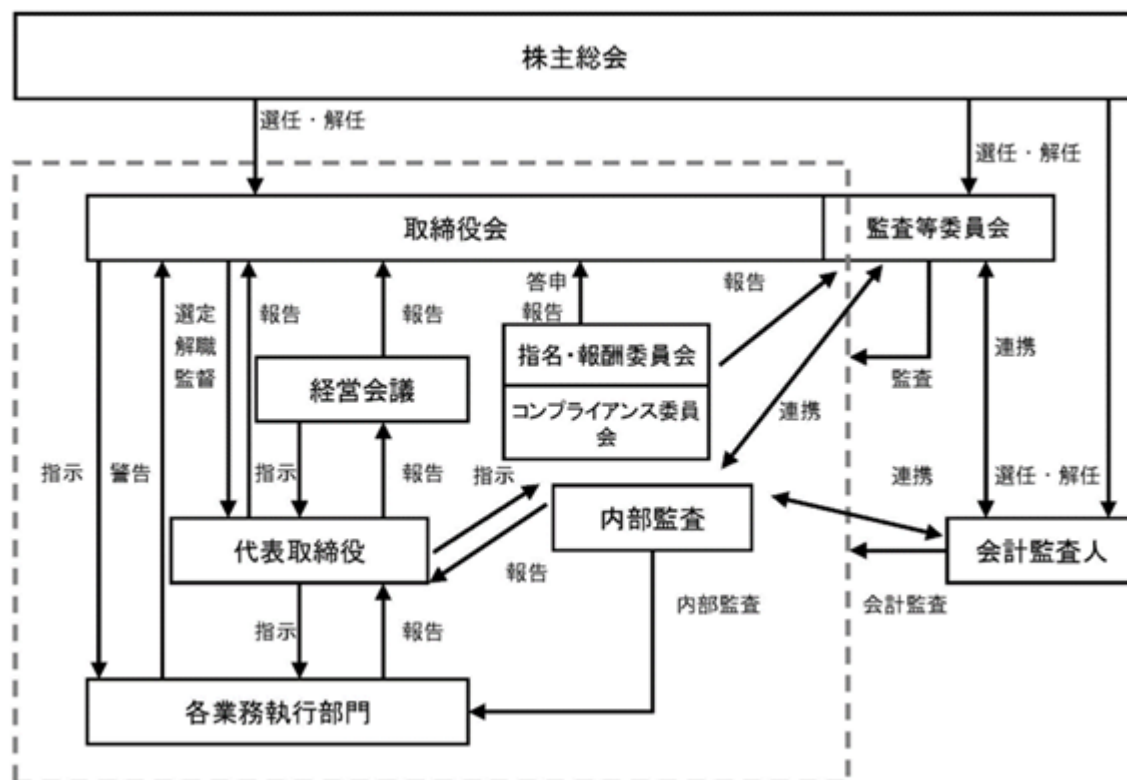 株主総会
選任・解任
選任・解任
取締役会
監査等委員会
選定
解職
監督
報告
報告
答申
報告
報告
指名・報酬委員会
コンプライアンス委員
会
経営会議
監査
連携
連携
指示
警告
指示
報告
指示
連携
選任・解任
内部監査
代表取締役
会計監査人
報告
内部監査
会計監査
指示
報告
各業務執行部門